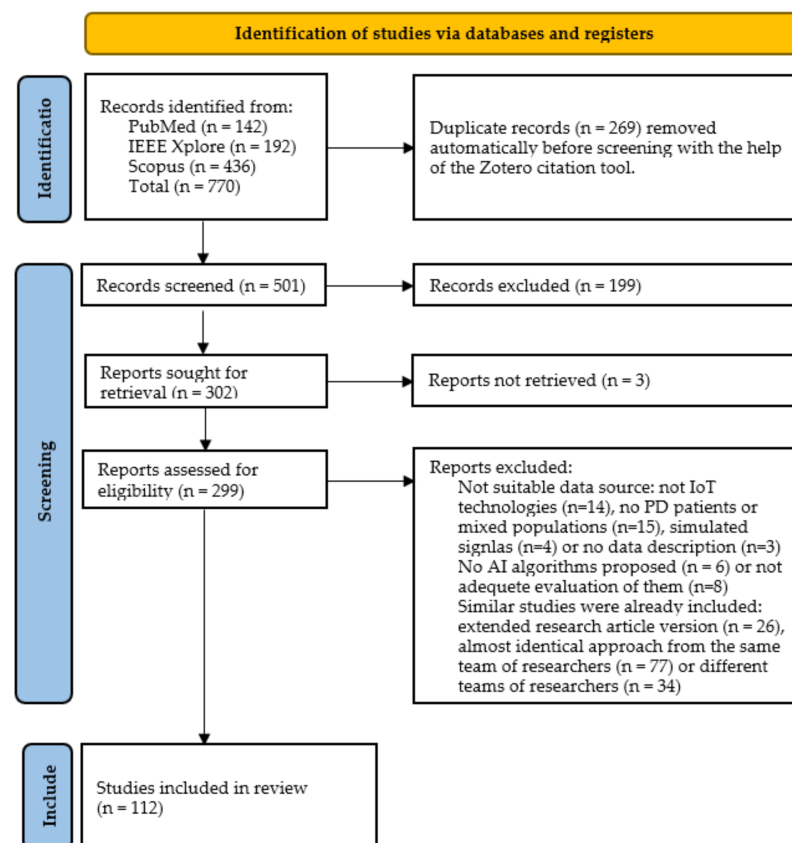 Identification of studies via databases and registers
Identificatio
Records identified from:
PubMed (n = 142)
IEEE Xplore (n = 192)
Scopus (n = 436)
Total (n = 770)
Duplicate records (n = 269) removed
automatically before screening with the help
of the Zotero citation tool.
Screening
Records screened (n = 501)
Records excluded (n = 199)
Reports sought for
retrieval (n = 302)
Reports not retrieved (n = 3)
Reports assessed for
eligibility (n = 299)
Reports excluded:
Not suitable data source: not IoT
technologies (n=14), no PD patients or
mixed populations (n=15), simulated
signlas (n=4) or no data description (n=3)
No AI algorithms proposed (n = 6) or not
adequete evaluation of them (n=8)
Similar studies were already included:
extended research article version (n = 26),
almost identical approach from the same
team of researchers (n = 77) or different
teams of researchers (n = 34)
Include
Studies included in review
(n = 112)